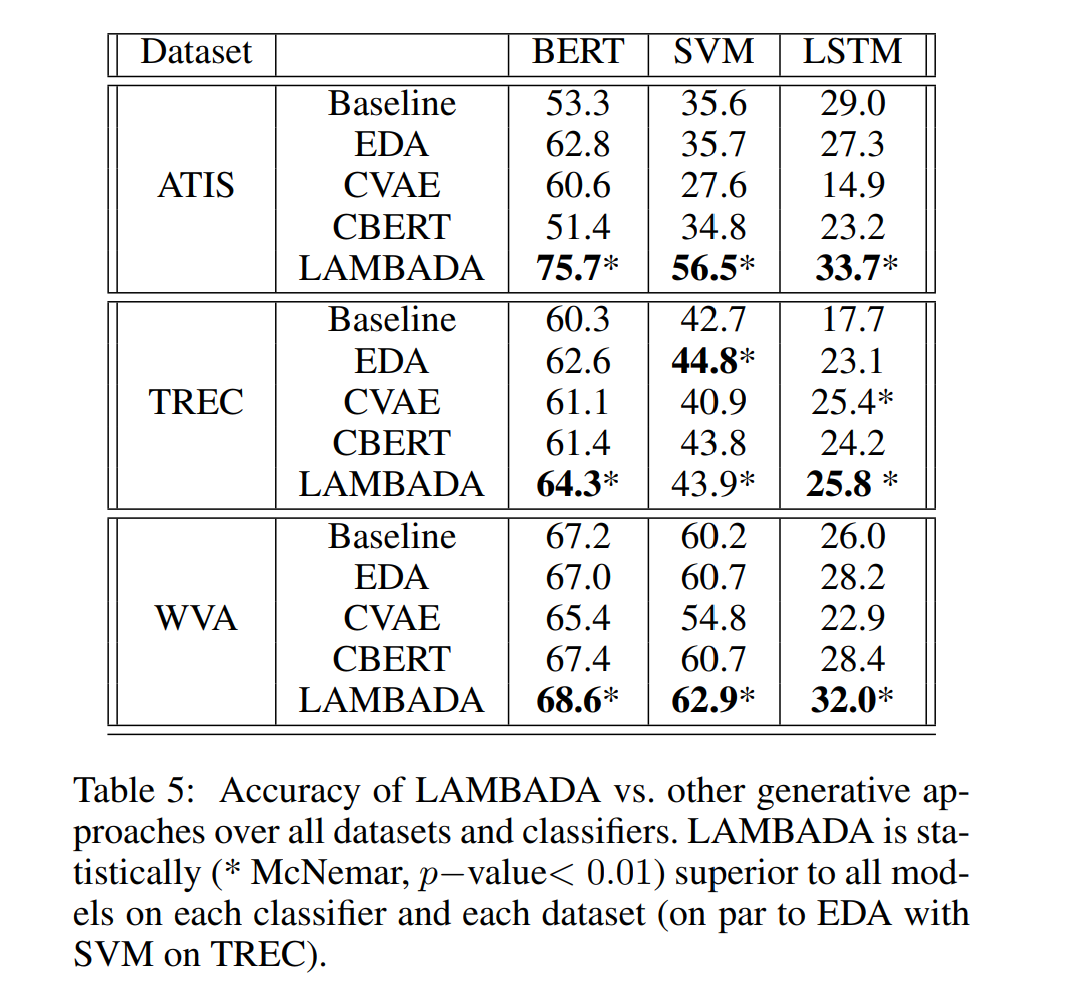 Dataset BERT SVM LSTM
Baseline 53.3 35.6 29.0
EDA 62.8 35.7 27.3
ATIS CVAE 60.6 27.6 14.9
CBERT 51.4 34.8 23.2
LAMBADA 75.7* 56.5* 33.7*
Baseline 60.3 42.7 17.7
EDA 62.6 44.8* 23.1
TREC CVAE 61.1 40.9 25.4*
CBERT 61.4 43.8 24.2
LAMBADA 64.3* 43.9* 25.8 *
Baseline 67.2 60.2 26.0
EDA 67.0 60.7 28.2
WVA CVAE 65.4 54.8 22.9
CBERT 67.4 60.7 28.4
LAMBADA 68.6* 62.9* 32.0*
Table 5: Accuracy of LAMBADA vs. other generative ap-
proaches over all datasets and classifiers. LAMBADA is sta-
tistically (* McNemar, p−value< 0.01) superior to all mod-
els on each classifier and each dataset (on par to EDA with
SVM on TREC).